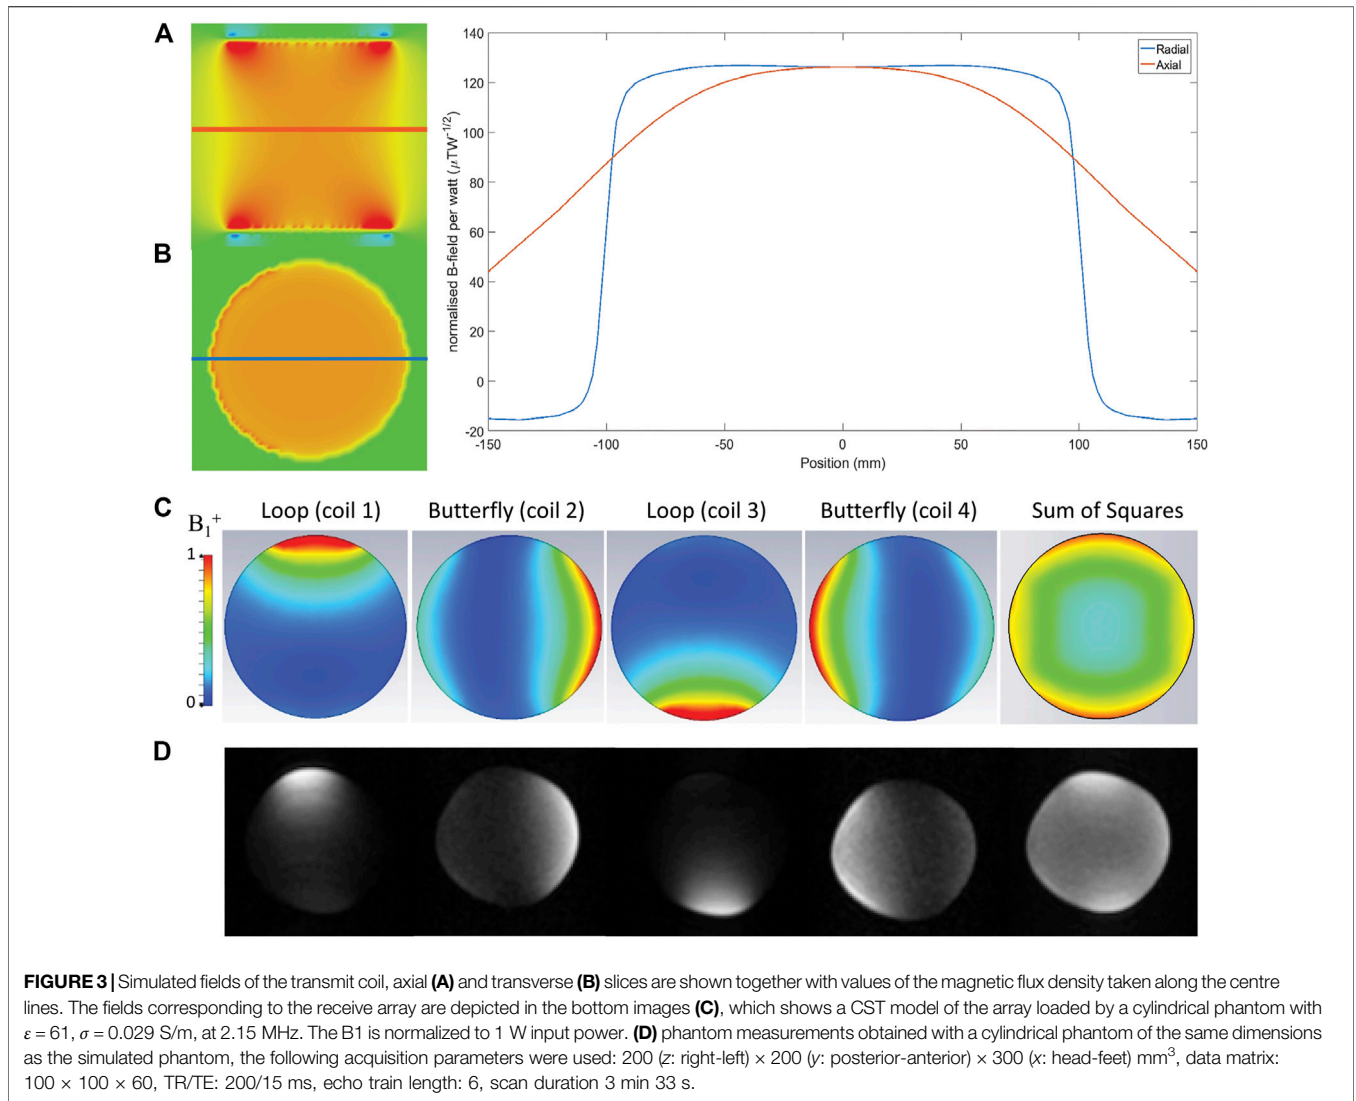 A
B
140
120
100
80
60
40
20
0
-20
normalised B-field per watt (μTW^-1/2)
Radial
Axial
-150
-100
-50
0
50
100
150
Position (mm)
C
Loop (coil 1)
Butterfly (coil 2)
Loop (coil 3)
Butterfly (coil 4)
Sum of Squares
B₁⁺
1
0
D
FIGURE 3 | Simulated fields of the transmit coil, axial (A) and transverse (B) slices are shown together with values of the magnetic flux density taken along the centre
lines. The fields corresponding to the receive array are depicted in the bottom images (C), which shows a CST model of the array loaded by a cylindrical phantom with
ε = 61, σ = 0.029 S/m, at 2.15 MHz. The B1 is normalized to 1 W input power. (D) phantom measurements obtained with a cylindrical phantom of the same dimensions
as the simulated phantom, the following acquisition parameters were used: 200 (z: right-left) × 200 (y: posterior-anterior) × 300 (x: head-feet) mm³, data matrix:
100 × 100 × 60, TR/TE: 200/15 ms, echo train length: 6, scan duration 3 min 33 s.